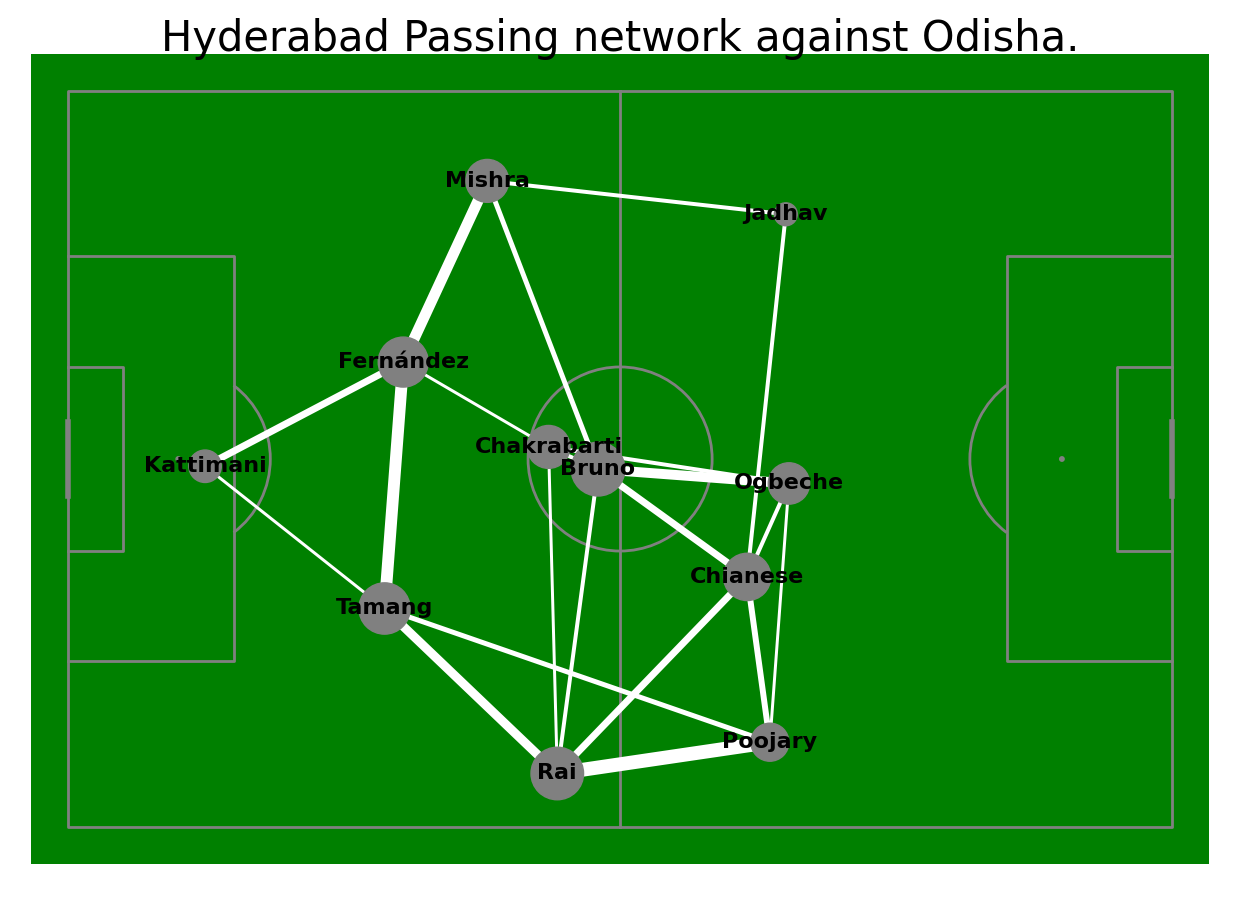 Hyderabad Passing network against Odisha.
Mishra
Jadhav
Fernández
Chakrabarti
Kattimani
Bruno
Ogbeche
Chianese
Tamang
Poojary
Rai